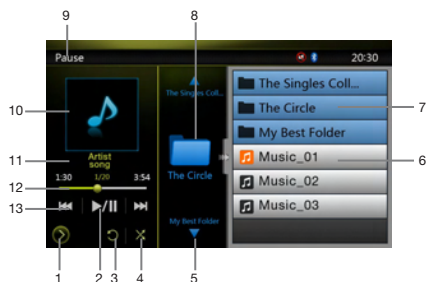 9
8
Pause
20:30
The Singles Coll...
The Circle
My Best Folder
Music_01
Music_02
Music_03
The Singles Coll...
The Circle
My Best Folder
10
11
Artist
song
1:30
1/20
3:54
12
13
7
6
1
2
3
4
5